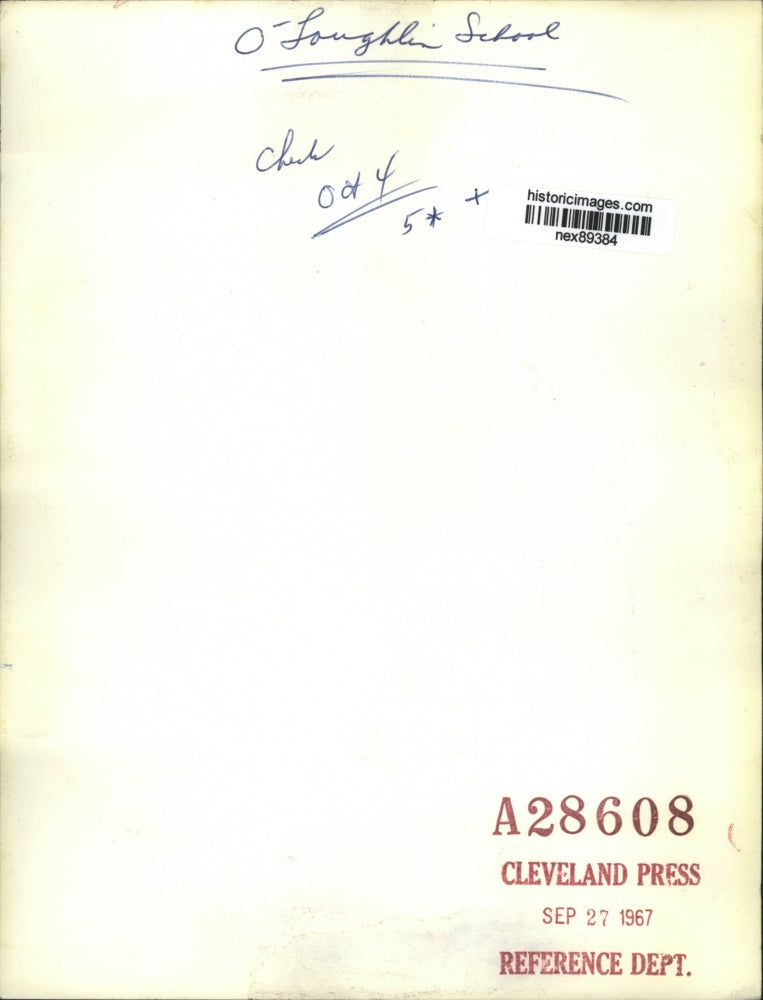 O'Loughlin School
Check
Oct 4
5* +
historicimages.com
nex89384
A28608
CLEVELAND PRESS
SEP 27 1967
REFERENCE DEPT.